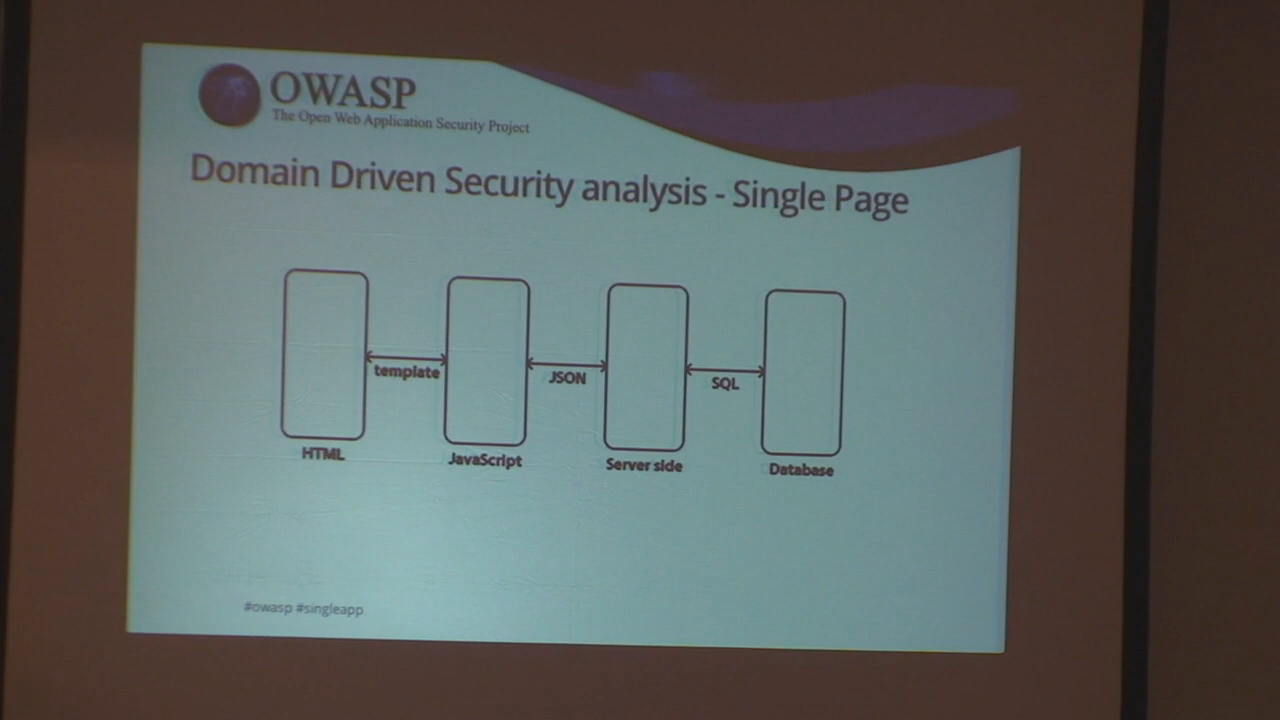 OWASP
The Open Web Application Security Project
Domain Driven Security analysis - Single Page
template
JSON
SQL
HTML
JavaScript
Server side
Database
#owasp #singleapp